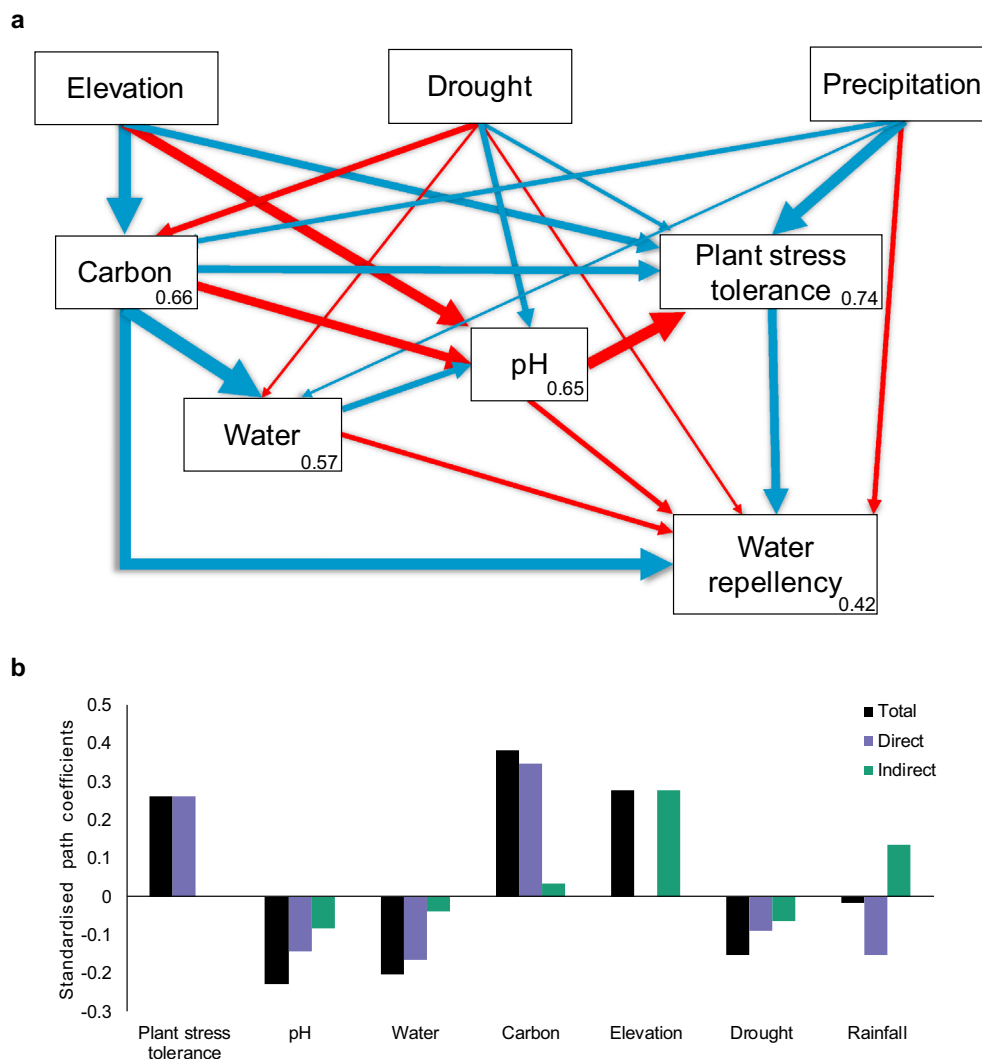 a
Elevation
Drought
Precipitation
Carbon
0.66
Plant stress
tolerance
0.74
pH
0.65
Water
0.57
Water
repellency
0.42
b
Standardised path coefficients
0.5
0.4
0.3
0.2
0.1
0
-0.1
-0.2
-0.3
Total
Direct
Indirect
Plant stress
tolerance
pH
Water
Carbon
Elevation
Drought
Rainfall